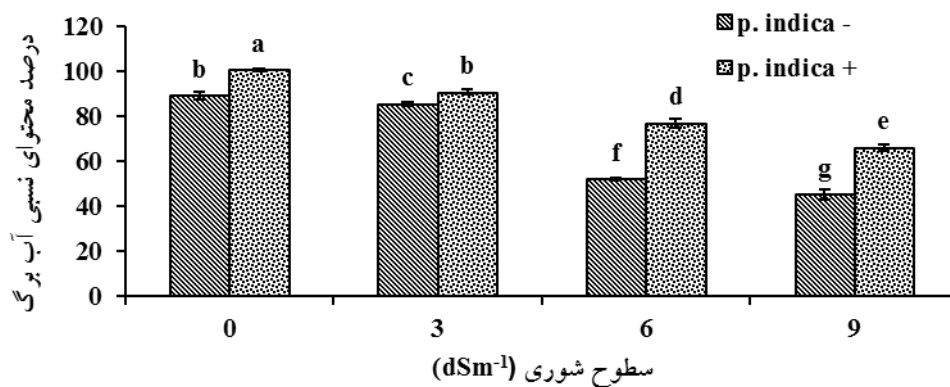 درصد محتوای نسبی آب برگ
120
100
80
60
40
20
0
p. indica -
p. indica +
b
a
c
b
f
d
g
e
0
3
6
9
سطوح شوری (dSm⁻¹)